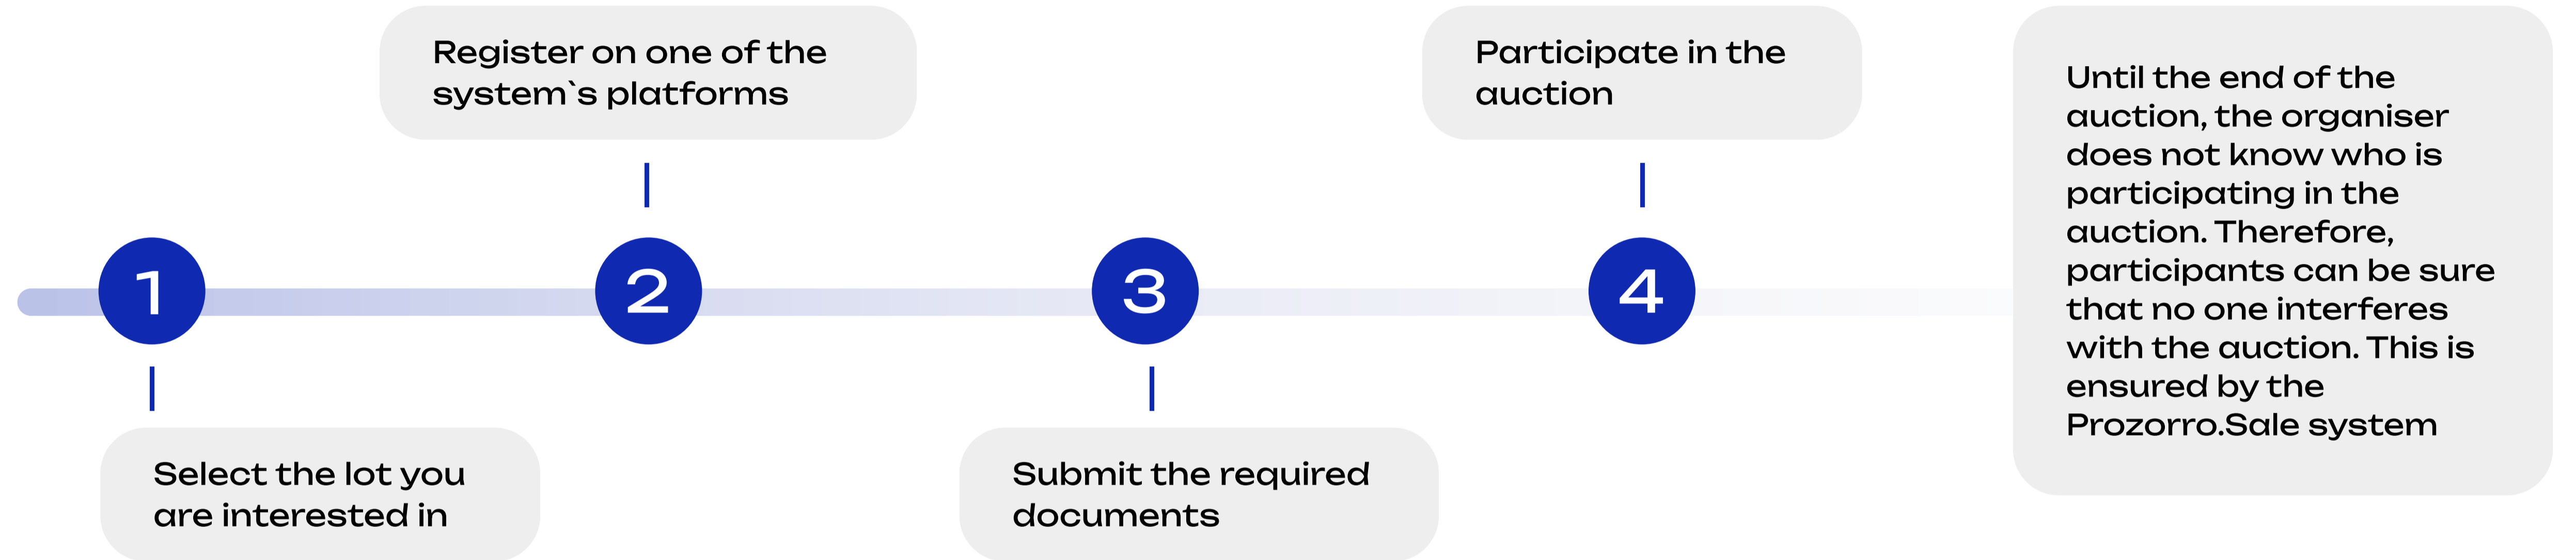 Register on one of the
system`s platforms
Participate in the
auction
1
2
3
4
Select the lot you
are interested in
Submit the required
documents
Until the end of the
auction, the organiser
does not know who is
participating in the
auction. Therefore,
participants can be sure
that no one interferes
with the auction. This is
ensured by the
Prozorro.Sale system